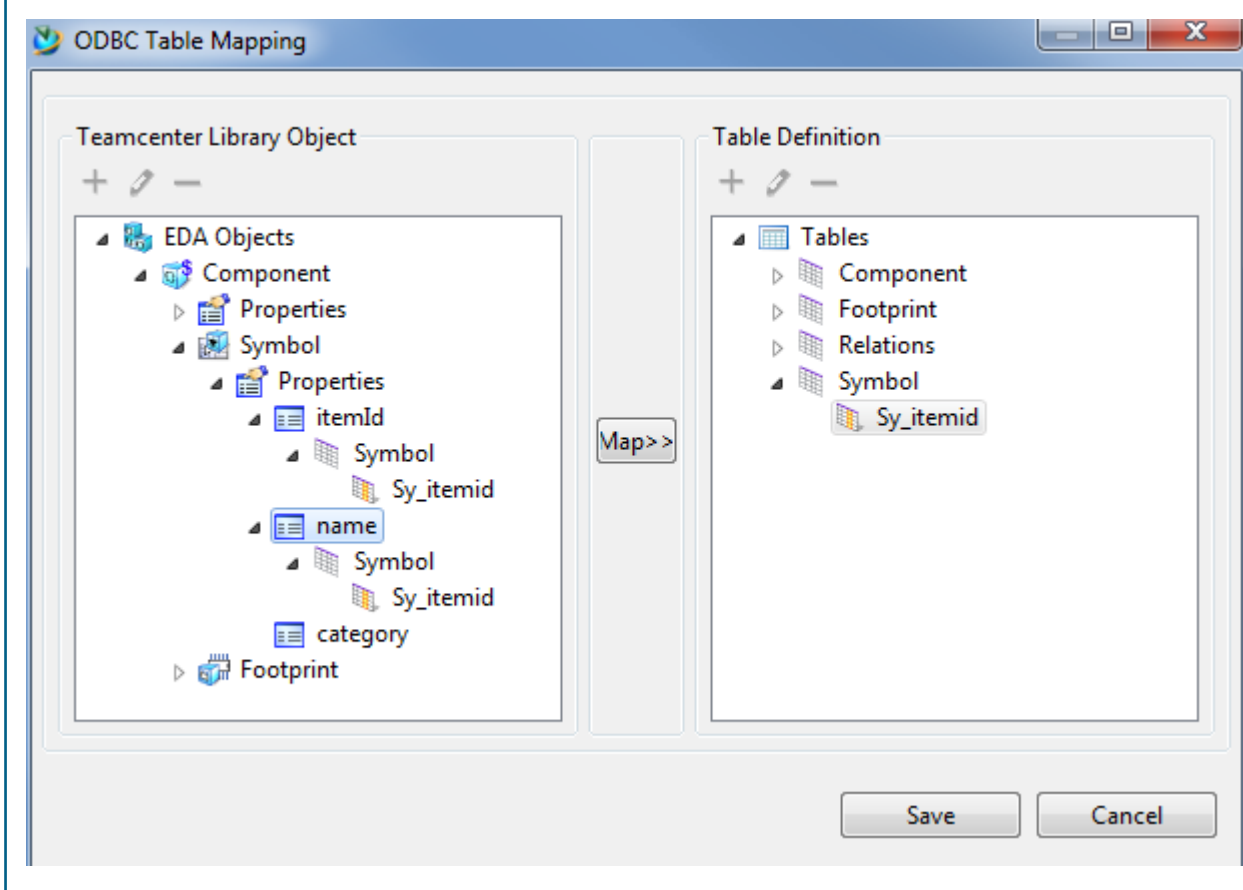 ODBC Table Mapping
Teamcenter Library Object
EDA Objects
Component
Properties
Symbol
Properties
itemId
Symbol
Sy_itemid
name
Symbol
Sy_itemid
category
Footprint
Map>>
Table Definition
Tables
Component
Footprint
Relations
Symbol
Sy_itemid
Save
Cancel